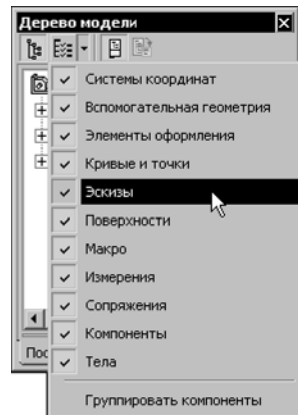 Дерево модели
Системы координат
Вспомогательная геометрия
Элементы оформления
Кривые и точки
Эскизы
Поверхности
Макро
Измерения
Сопряжения
Компоненты
Тела
Пос
Группировать компоненты